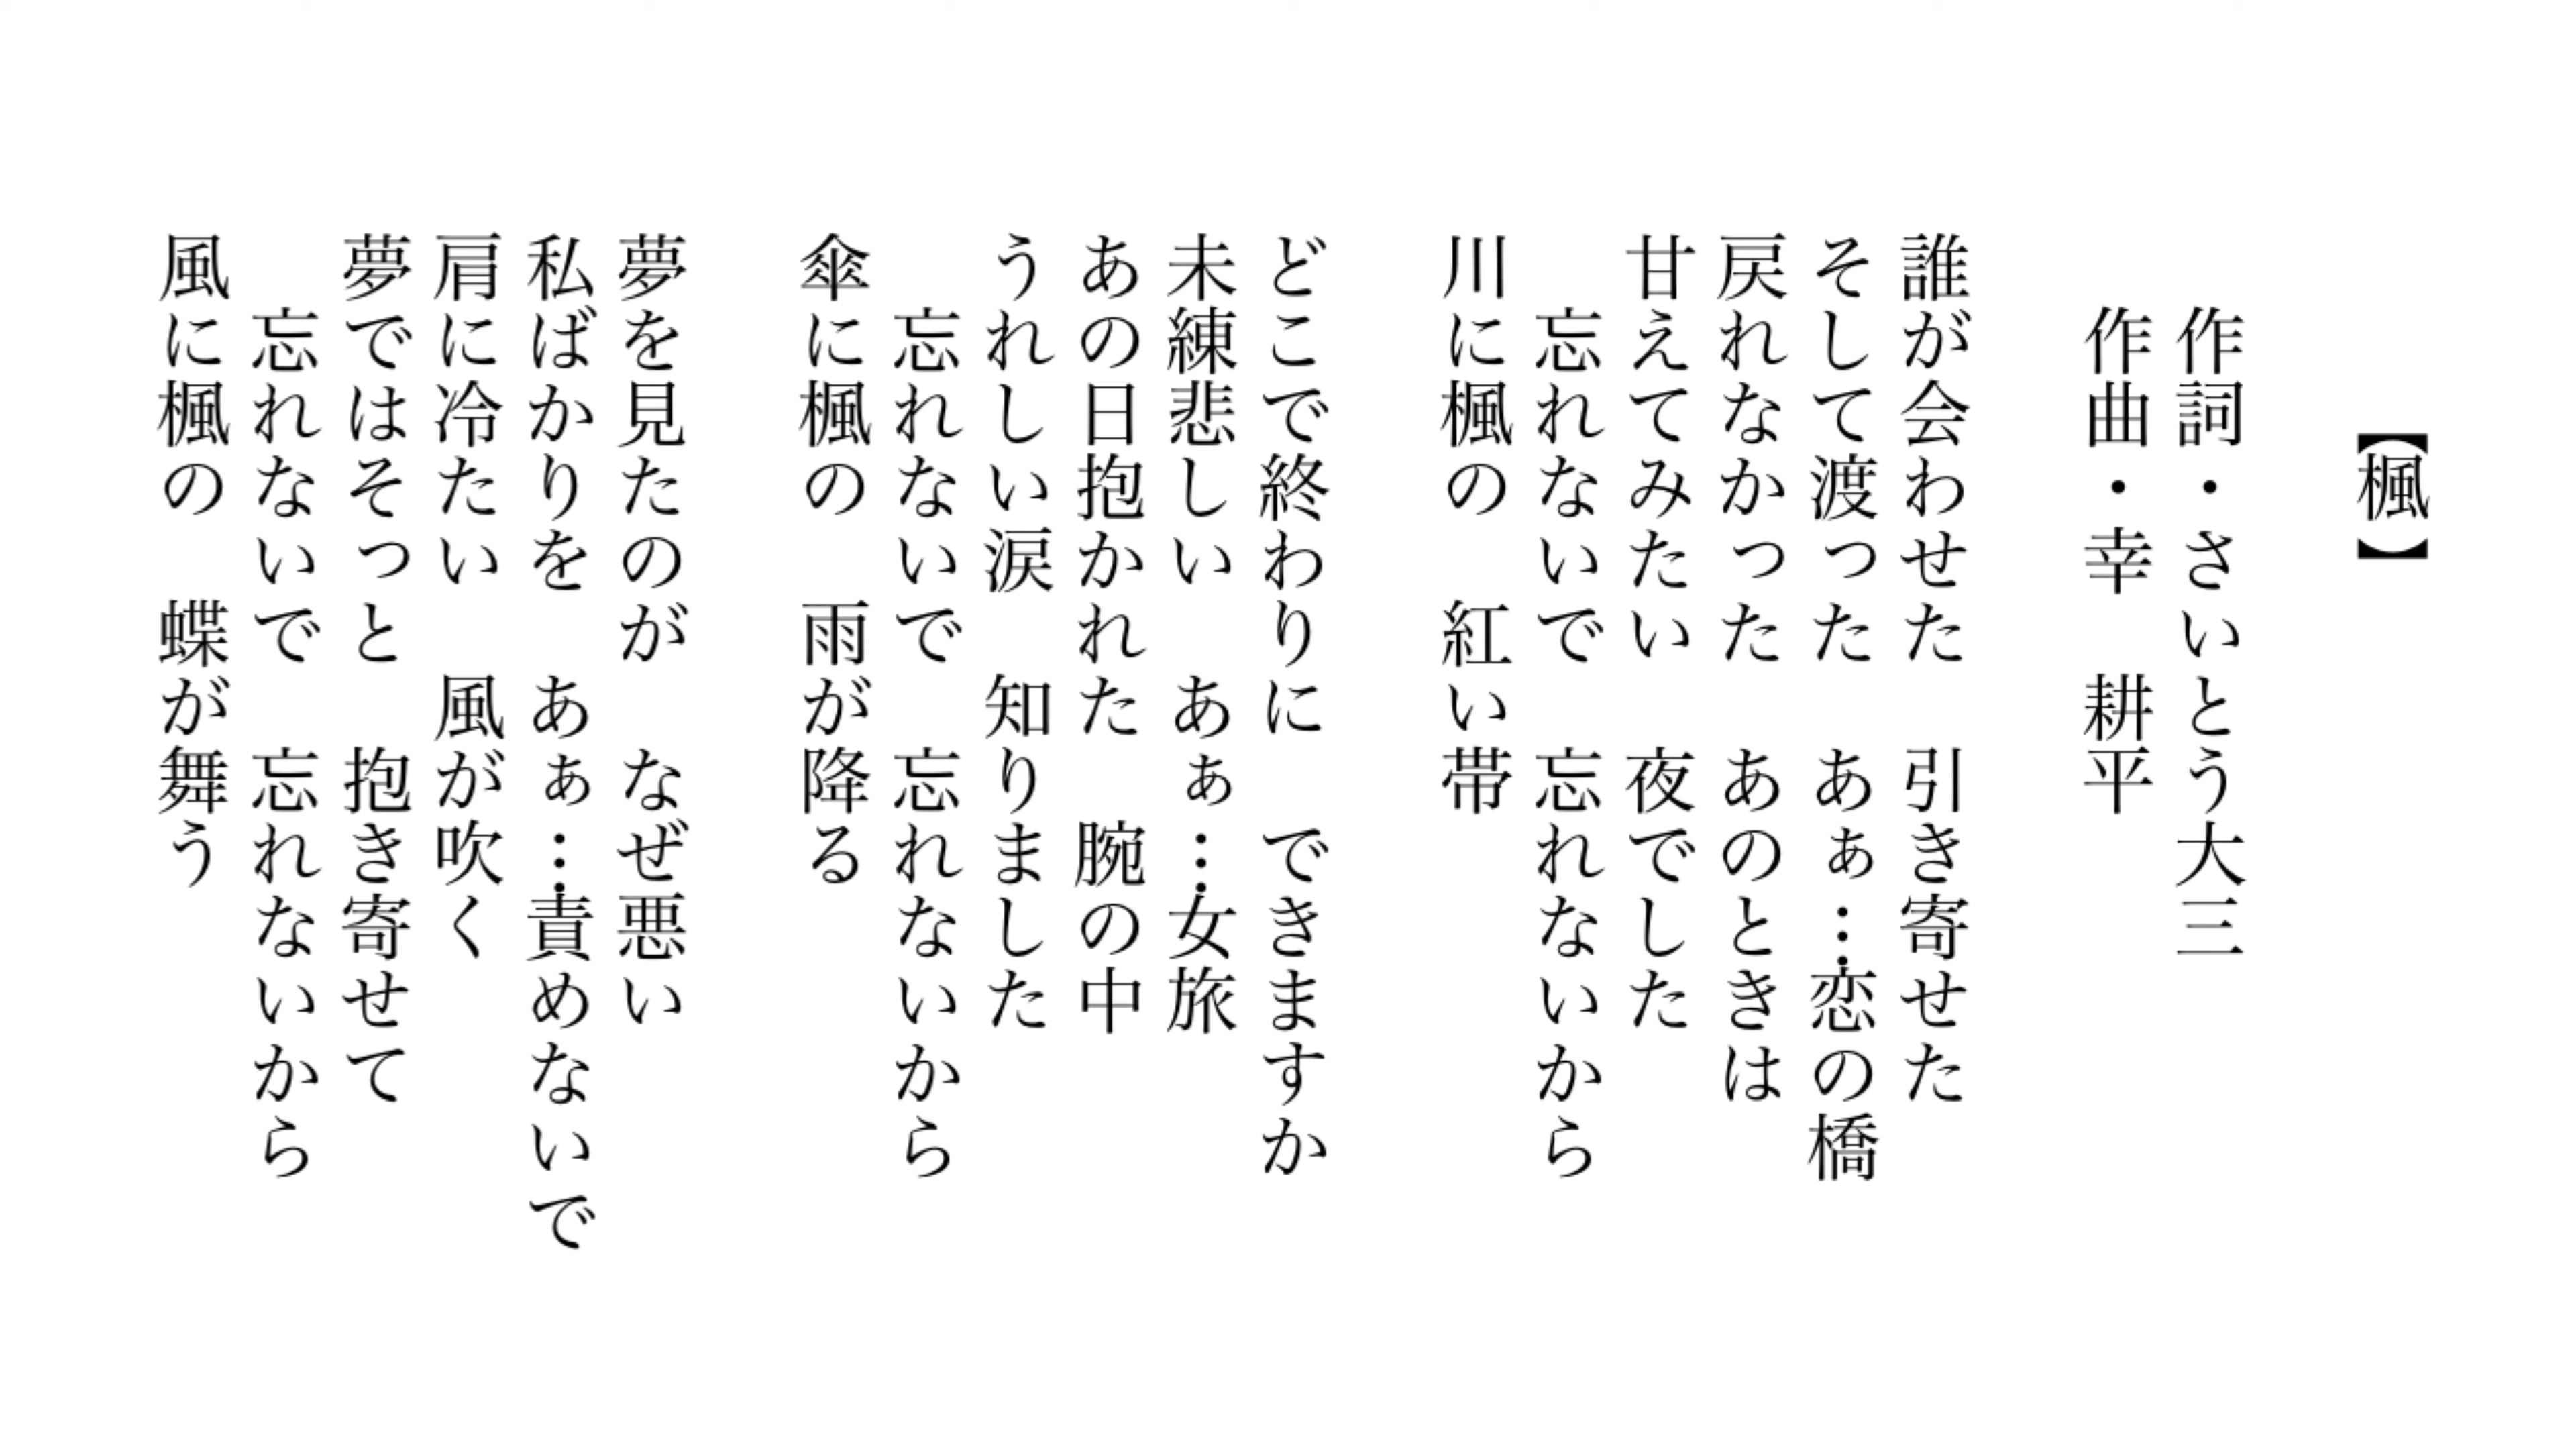 【楓】
作詞・さいとう大三
作曲・幸　耕平
誰が会わせた　引き寄せた
そして渡った　あぁ…恋の橋
戻れなかった　あのときは
甘えてみたい　夜でした
忘れないで　忘れないから
川に楓の　紅い帯
どこで終わりに　できますか
未練悲しい　あぁ…女旅
あの日抱かれた　腕の中
うれしい涙　知りました
忘れないで　忘れないから
傘に楓の　雨が降る
夢を見たのが　なぜ悪い
私ばかりを　あぁ…責めないで
肩に冷たい　風が吹く
夢ではそっと　抱き寄せて
忘れないで　忘れないから
風に楓の　蝶が舞う